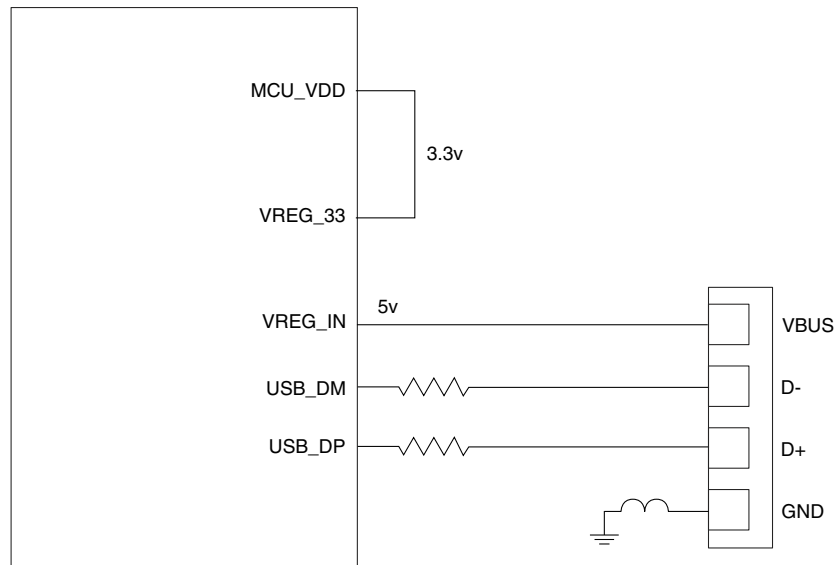 MCU_VDD
3.3v
VREG_33
5v
VREG_IN
VBUS
USB_DM
D-
USB_DP
D+
GND